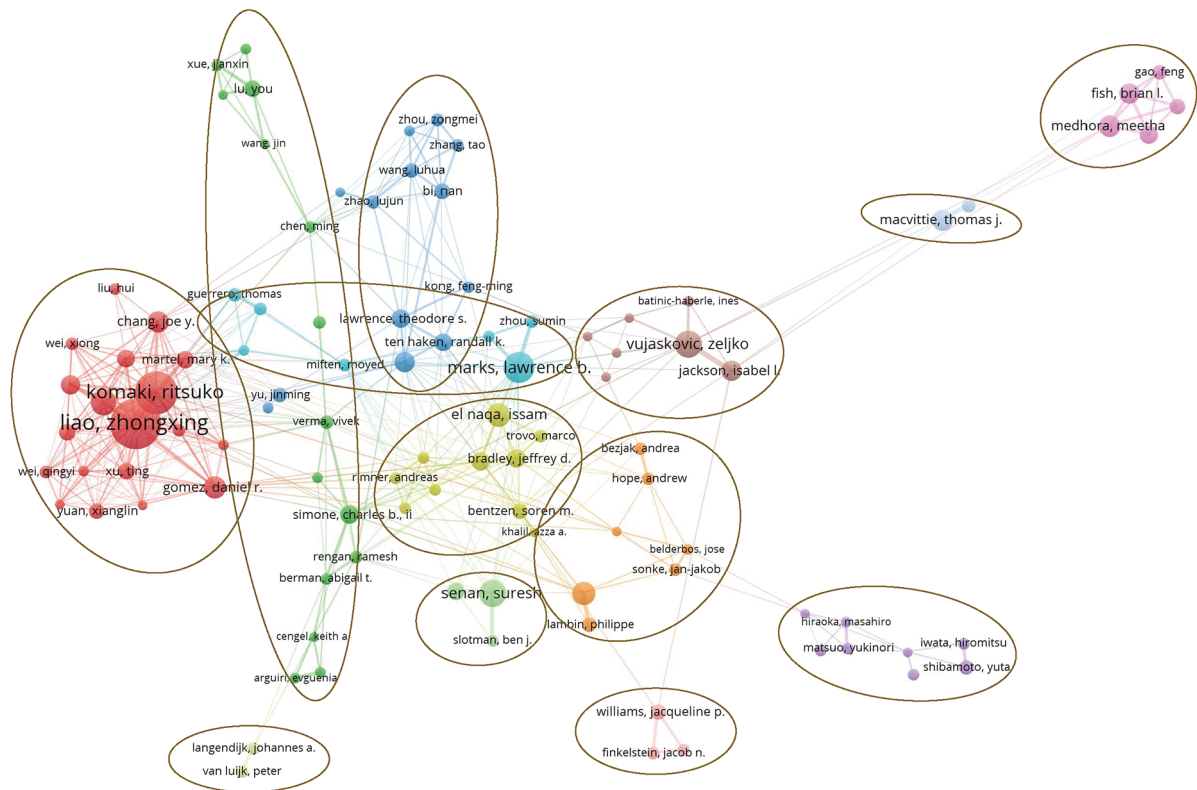 xue, jianxin
lu, you
wang, jin
chen, ming
zhou, zongmei
zhang, tao
wang, luhua
bi, nan
zhao, lujun
kong, feng-ming
gao, feng
fish, brian l.
medhora, meetha
macvittie, thomas j.
liu, hui
guerrero, thomas
chang, joe y.
lawrence, theodore s.
zhou, sumin
batinic-haberle, ines
wei, xiong
martel, mary k.
miften, moyed
ten haken, randall k.
vujaskovic, zeljko
marks, lawrence b.
jackson, isabel l.
komaki, ritsuko
yu, jinming
liao, zhongxing
verma, vivek
el naqa, issam
trovo, marco
bezjak, andrea
bradley, jeffrey d.
wei, qingyi
xu, ting
rimner, andreas
hope, andrew
gomez, daniel r.
yuan, xianglin
simone, charles b., ii
bentzen, soren m.
khalil, azza a.
rengan, ramesh
belderbos, jose
berman, abigail t.
sonke, jan-jakob
senan, suresh
lambin, philippe
hiraoka, masahiro
cengel, keith a
slotman, ben j.
matsuo, yukinori
iwata, hiromitsu
shibamoto, yuta
arguiri, evguenia
williams, jacqueline p.
langendijk, johannes a.
finkelstein, jacob n.
van luijk, peter